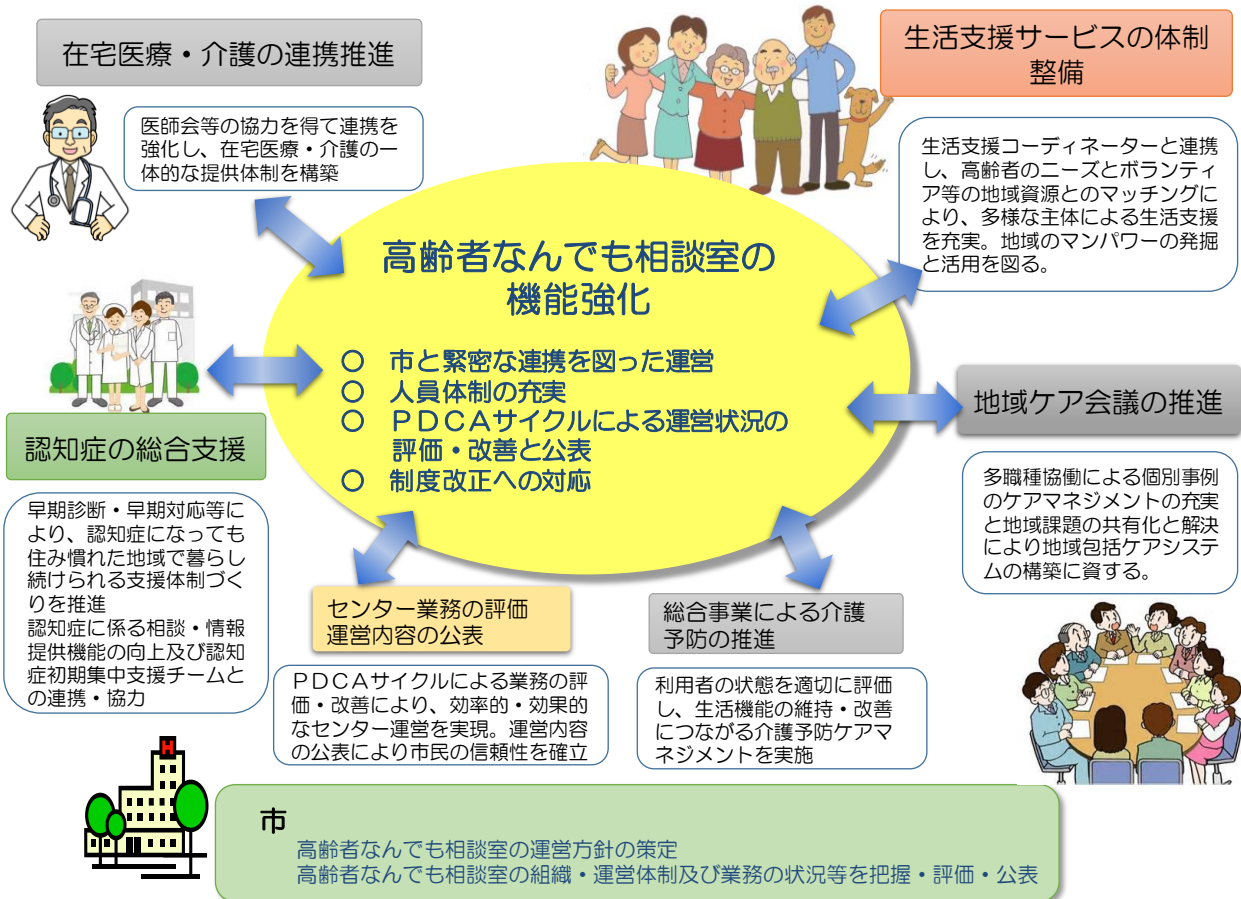 在宅医療・介護の連携推進
医師会等の協力を得て連携を
強化し、在宅医療・介護の一
体的な提供体制を構築
生活支援サービスの体制
整備
生活支援コーディネーターと連携
し、高齢者のニーズとボランティ
ア等の地域資源とのマッチングに
より、多様な主体による生活支援
を充実。地域のマンパワーの発掘
と活用を図る。
高齢者なんでも相談室の
機能強化
○ 市と緊密な連携を図った運営
○ 人員体制の充実
○ PDCAサイクルによる運営状況の
評価・改善と公表
○ 制度改正への対応
認知症の総合支援
早期診断・早期対応等に
より、認知症になっても
住み慣れた地域で暮らし
続けられる支援体制づく
りを推進
認知症に係る相談・情報
提供機能の向上及び認知
症初期集中支援チームと
の連携・協力
地域ケア会議の推進
多職種協働による個別事例
のケアマネジメントの充実
と地域課題の共有化と解決
により地域包括ケアシステ
ムの構築に資する。
センター業務の評価
運営内容の公表
PDCAサイクルによる業務の評
価・改善により、効率的・効果的
なセンター運営を実現。運営内容
の公表により市民の信頼性を確立
総合事業による介護
予防の推進
利用者の状態を適切に評価
し、生活機能の維持・改善
につながる介護予防ケアマ
ネジメントを実施
H
市
高齢者なんでも相談室の運営方針の策定
高齢者なんでも相談室の組織・運営体制及び業務の状況等を把握・評価・公表